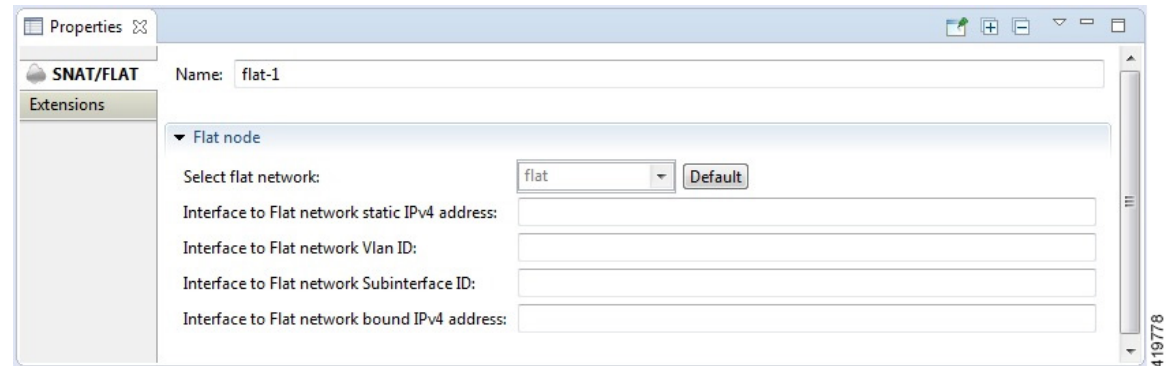 Properties
SNAT/FLAT
Extensions
Name: flat-1
Flat node
Select flat network: flat Default
Interface to Flat network static IPv4 address:
Interface to Flat network Vlan ID:
Interface to Flat network Subinterface ID:
Interface to Flat network bound IPv4 address:
419778